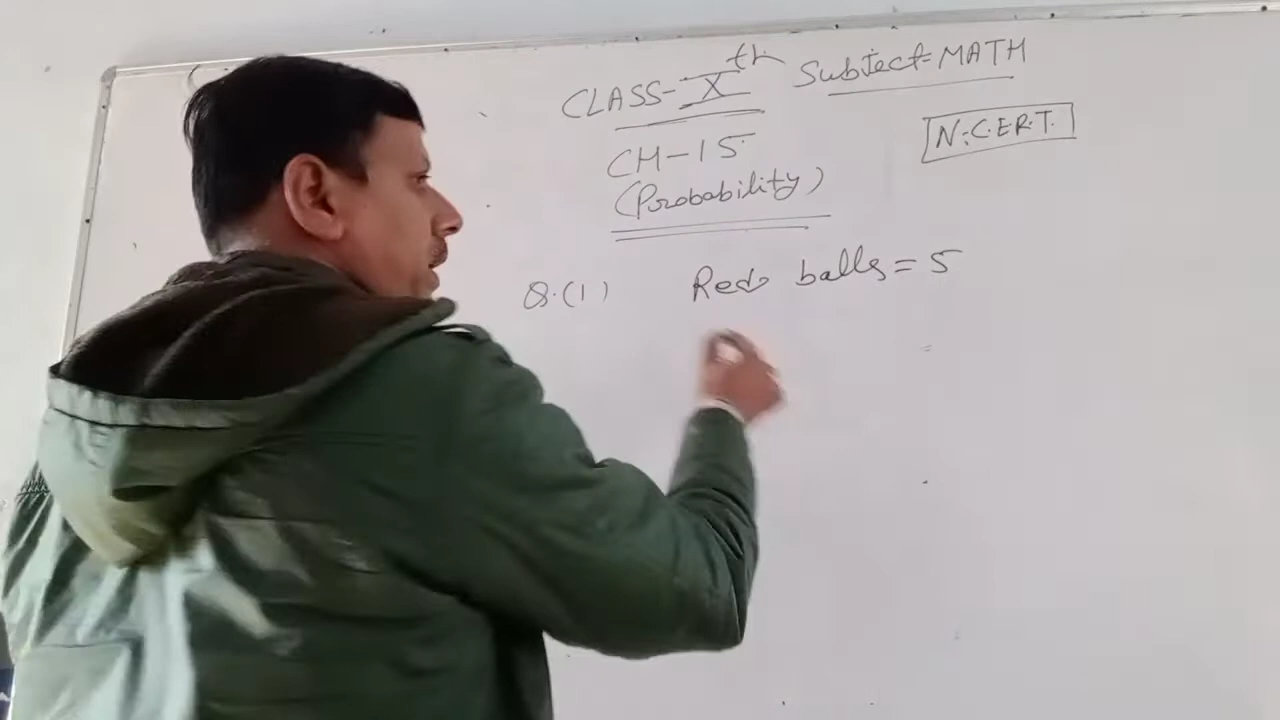 CLASS-Xth Subject=MATH
N.C.E.R.T.
CH-15
(Probability)
Q.(1) Red balls = 5